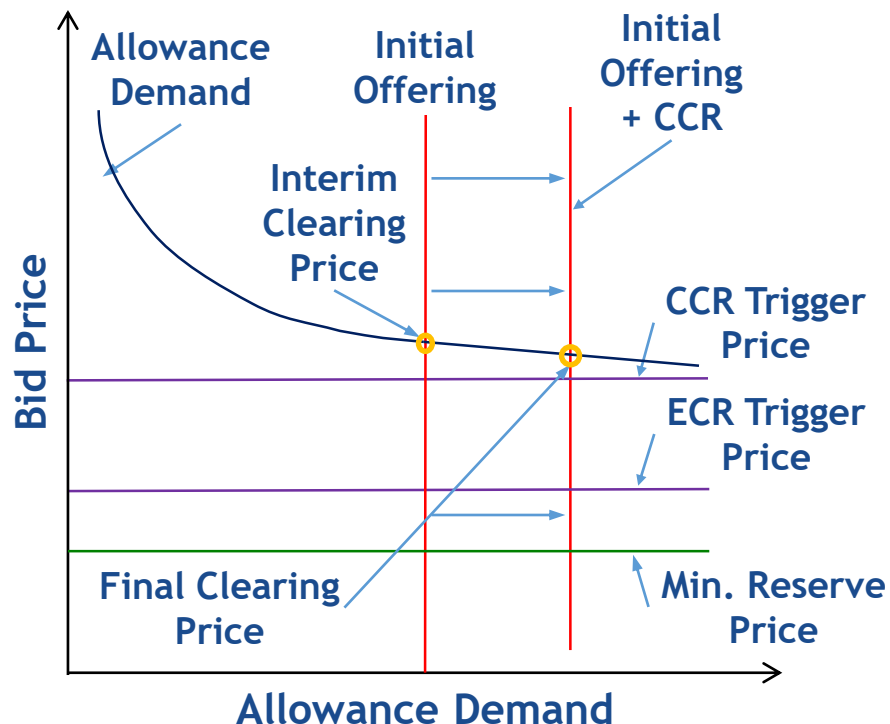 Allowance
Demand
Initial
Offering
Initial
Offering
+ CCR
Interim
Clearing
Price
CCR Trigger
Price
ECR Trigger
Price
Final Clearing
Price
Min. Reserve
Price
Bid Price
Allowance Demand